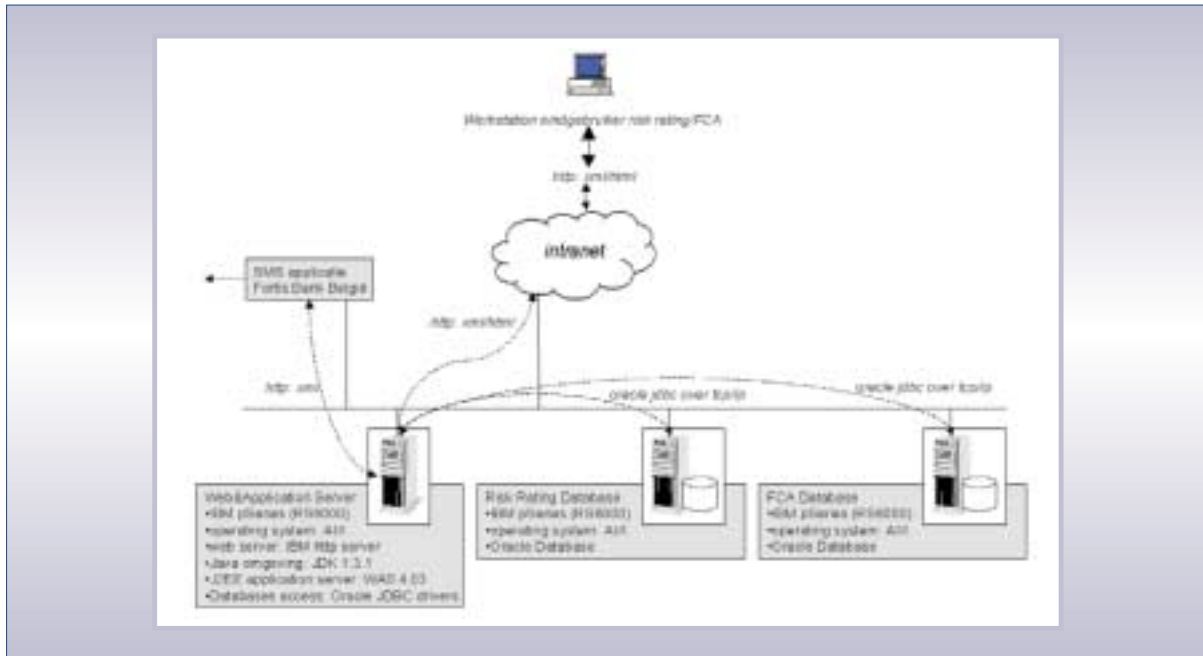 Workstation eindgebruiker risk rating/FCA
http: xml/html
intranet
SMS applicatie
Fortis Bank België
http: xml/html
http: xml
oracle jdbc over tcp/ip
oracle jdbc over tcp/ip
Web&Application Server
•IBM pSeries (RS6000)
•operating system: AIX
•web server: IBM http server
•Java omgeving: JDK 1.3.1
•J2EE application server: WAS 4.03
•Databases access: Oracle JDBC drivers
Risk Rating Database
•IBM pSeries (RS6000)
•operating system: AIX
•Oracle Database
FCA Database
•IBM pSeries (RS6000)
•operating system: AIX
•Oracle Database